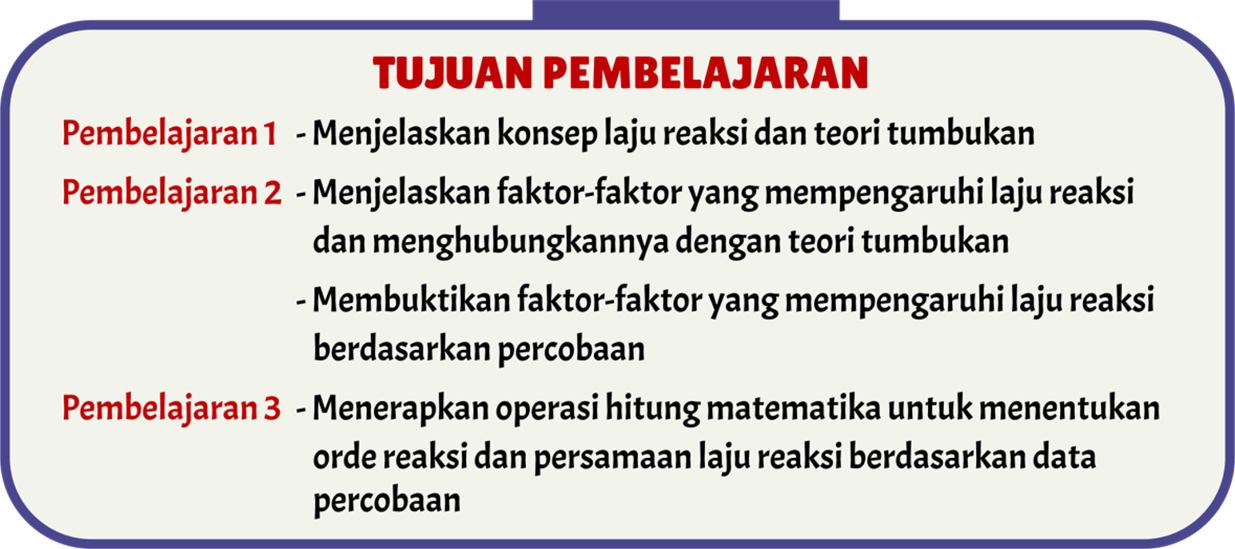 TUJUAN PEMBELAJARAN
Pembelajaran 1 - Menjelaskan konsep laju reaksi dan teori tumbukan
Pembelajaran 2 - Menjelaskan faktor-faktor yang mempengaruhi laju reaksi
dan menghubungkannya dengan teori tumbukan
- Membuktikan faktor-faktor yang mempengaruhi laju reaksi
berdasarkan percobaan
Pembelajaran 3 - Menerapkan operasi hitung matematika untuk menentukan
orde reaksi dan persamaan laju reaksi berdasarkan data
percobaan